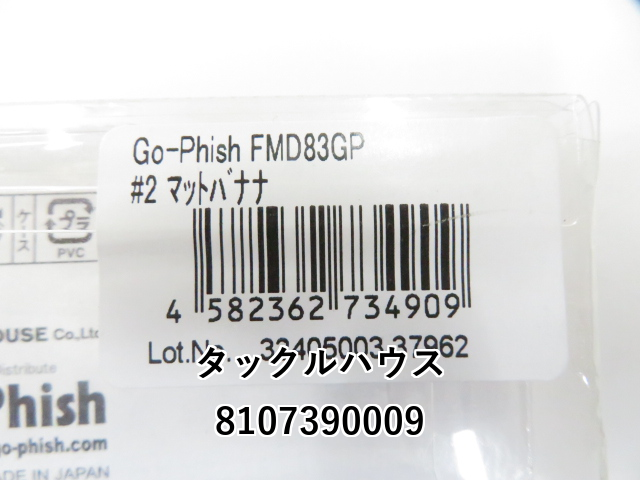 Go-Phish FMD83GP
#2 マットバナナ
ケース
プラ
PVC
4 582362 734909
Lot.No. 32405003-37962
タックルハウス
8107390009
OUSE Co.,Ltd
istribute
Phish
go-phish.com
ADE IN JAPAN